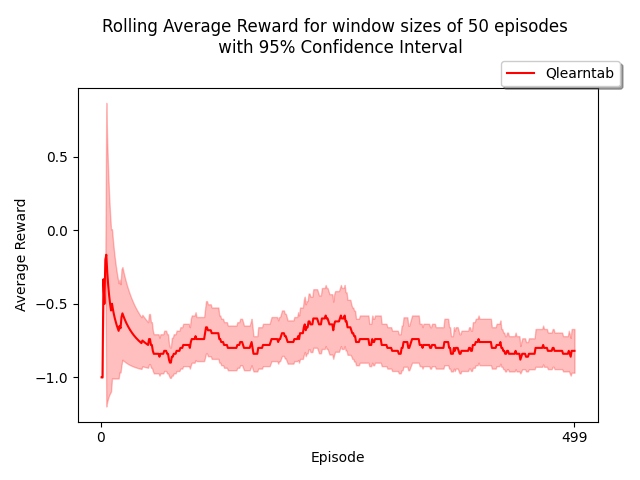 Rolling Average Reward for window sizes of 50 episodes
with 95% Confidence Interval
Qlearntab
Average Reward
0.5
0.0
−0.5
−1.0
0
499
Episode